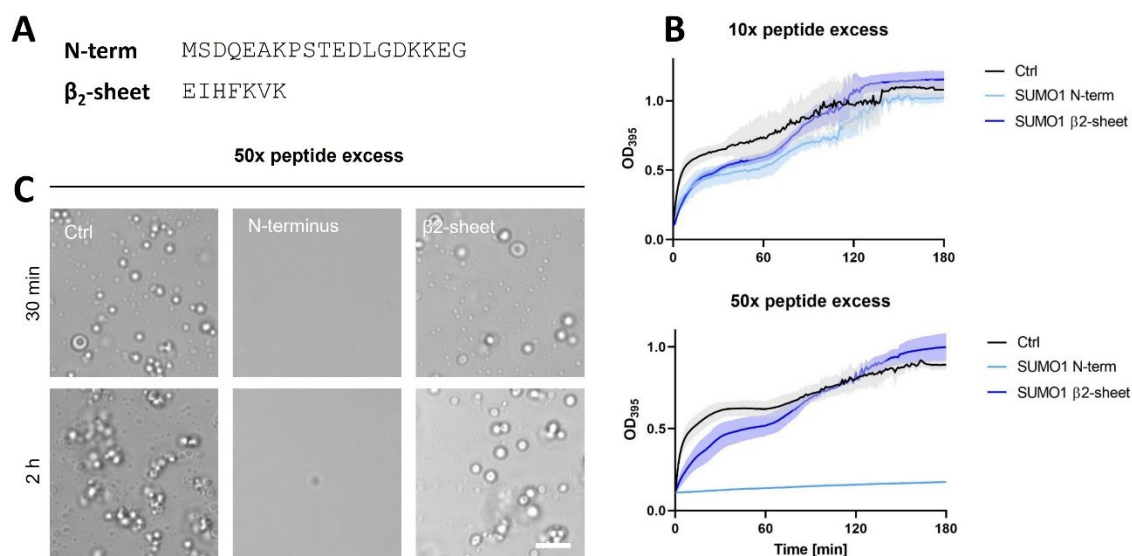 A
N-term MSDQEAKPSTEDLGDKKEG
β₂-sheet EIHFKVK
B
10x peptide excess
OD₃₉₅
1.0
0.5
0.0
0 60 120 180
Ctrl
SUMO1 N-term
SUMO1 β2-sheet
50x peptide excess
OD₃₉₅
1.0
0.5
0.0
0 60 120 180
Time [min]
Ctrl
SUMO1 N-term
SUMO1 β2-sheet
C
50x peptide excess
Ctrl N-terminus β2-sheet
30 min
2 h